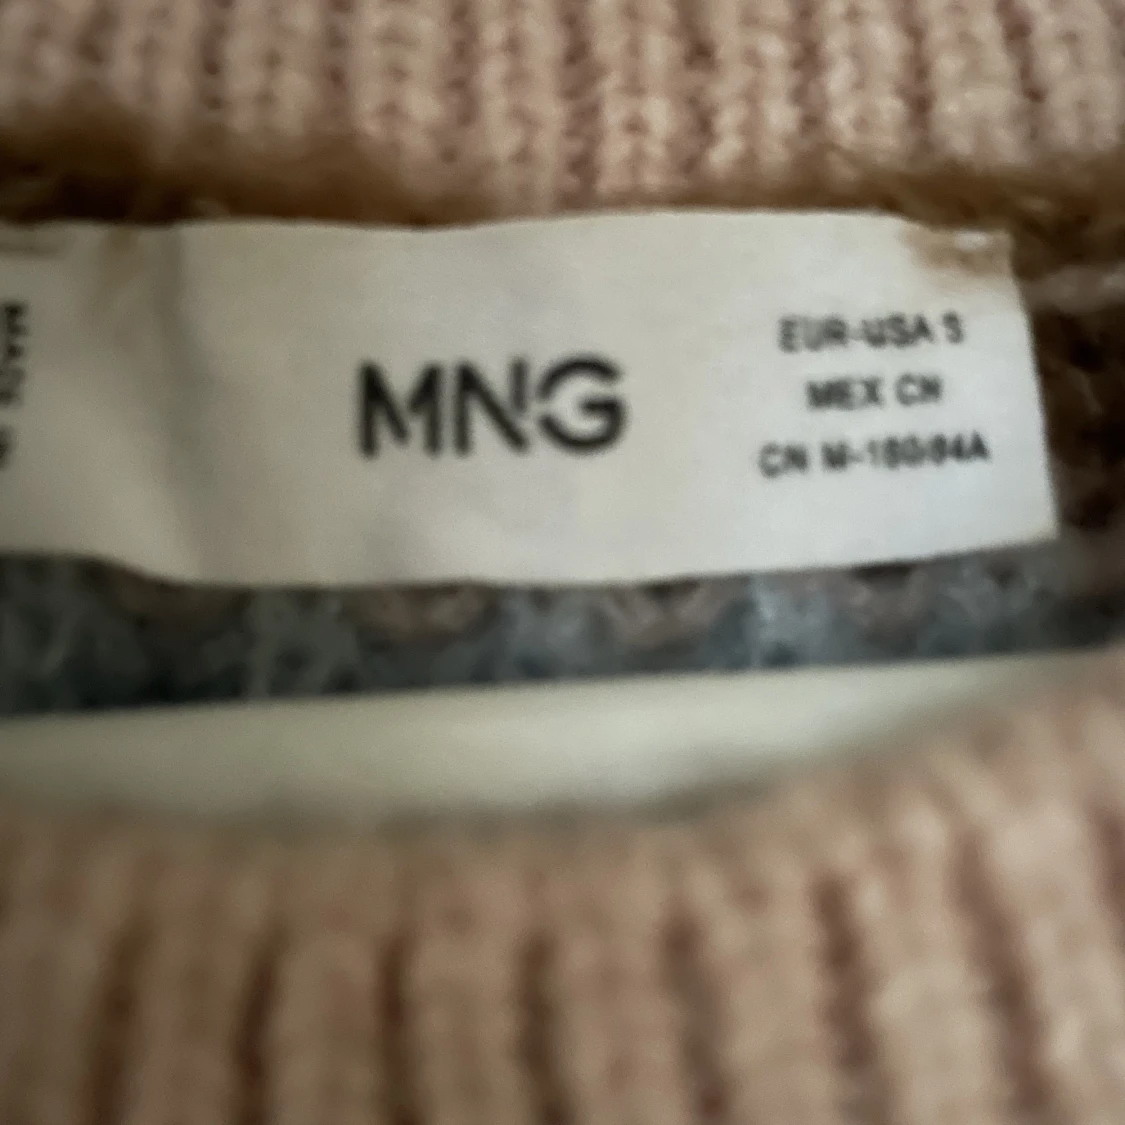 MNG
EUR-USA S
MEX CH
CN M-160/84A